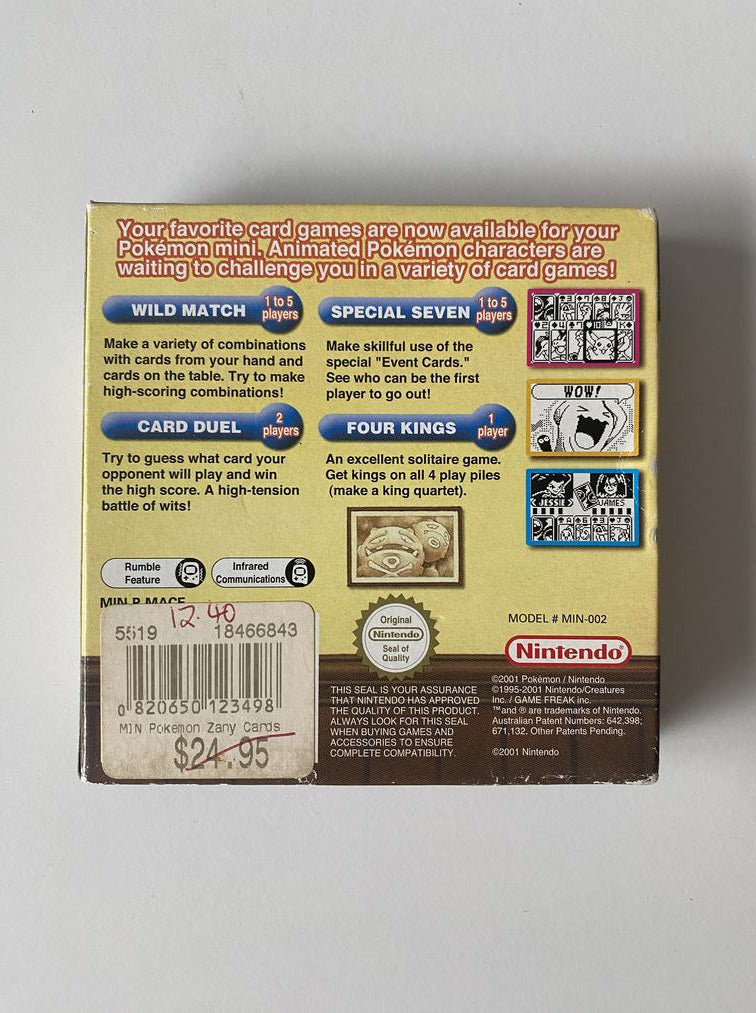 Your favorite card games are now available for your
Pokémon mini. Animated Pokémon characters are
waiting to challenge you in a variety of card games!
WILD MATCH
1 to 5
players
Make a variety of combinations
with cards from your hand and
cards on the table. Try to make
high-scoring combinations!
SPECIAL SEVEN
1 to 5
players
Make skillful use of the
special "Event Cards."
See who can be the first
player to go out!
CARD DUEL
2
players
Try to guess what card your
opponent will play and win
the high score. A high-tension
battle of wits!
FOUR KINGS
1
player
An excellent solitaire game.
Get kings on all 4 play piles
(make a king quartet).
WOW!
JESSIE
JAMES
Rumble
Feature
Infrared
Communications
12.40
5519 18466843
0 820650 123498
MIN Pokemon Zany Cards
$24.95
Original
Nintendo
Seal of
Quality
THIS SEAL IS YOUR ASSURANCE
THAT NINTENDO HAS APPROVED
THE QUALITY OF THIS PRODUCT.
ALWAYS LOOK FOR THIS SEAL
WHEN BUYING GAMES AND
ACCESSORIES TO ENSURE
COMPLETE COMPATIBILITY.
MODEL # MIN-002
Nintendo®
©2001 Pokémon / Nintendo
©1995-2001 Nintendo/Creatures
Inc. / GAME FREAK inc.
™and ® are trademarks of Nintendo.
Australian Patent Numbers: 642,398;
671,132. Other Patents Pending.
©2001 Nintendo